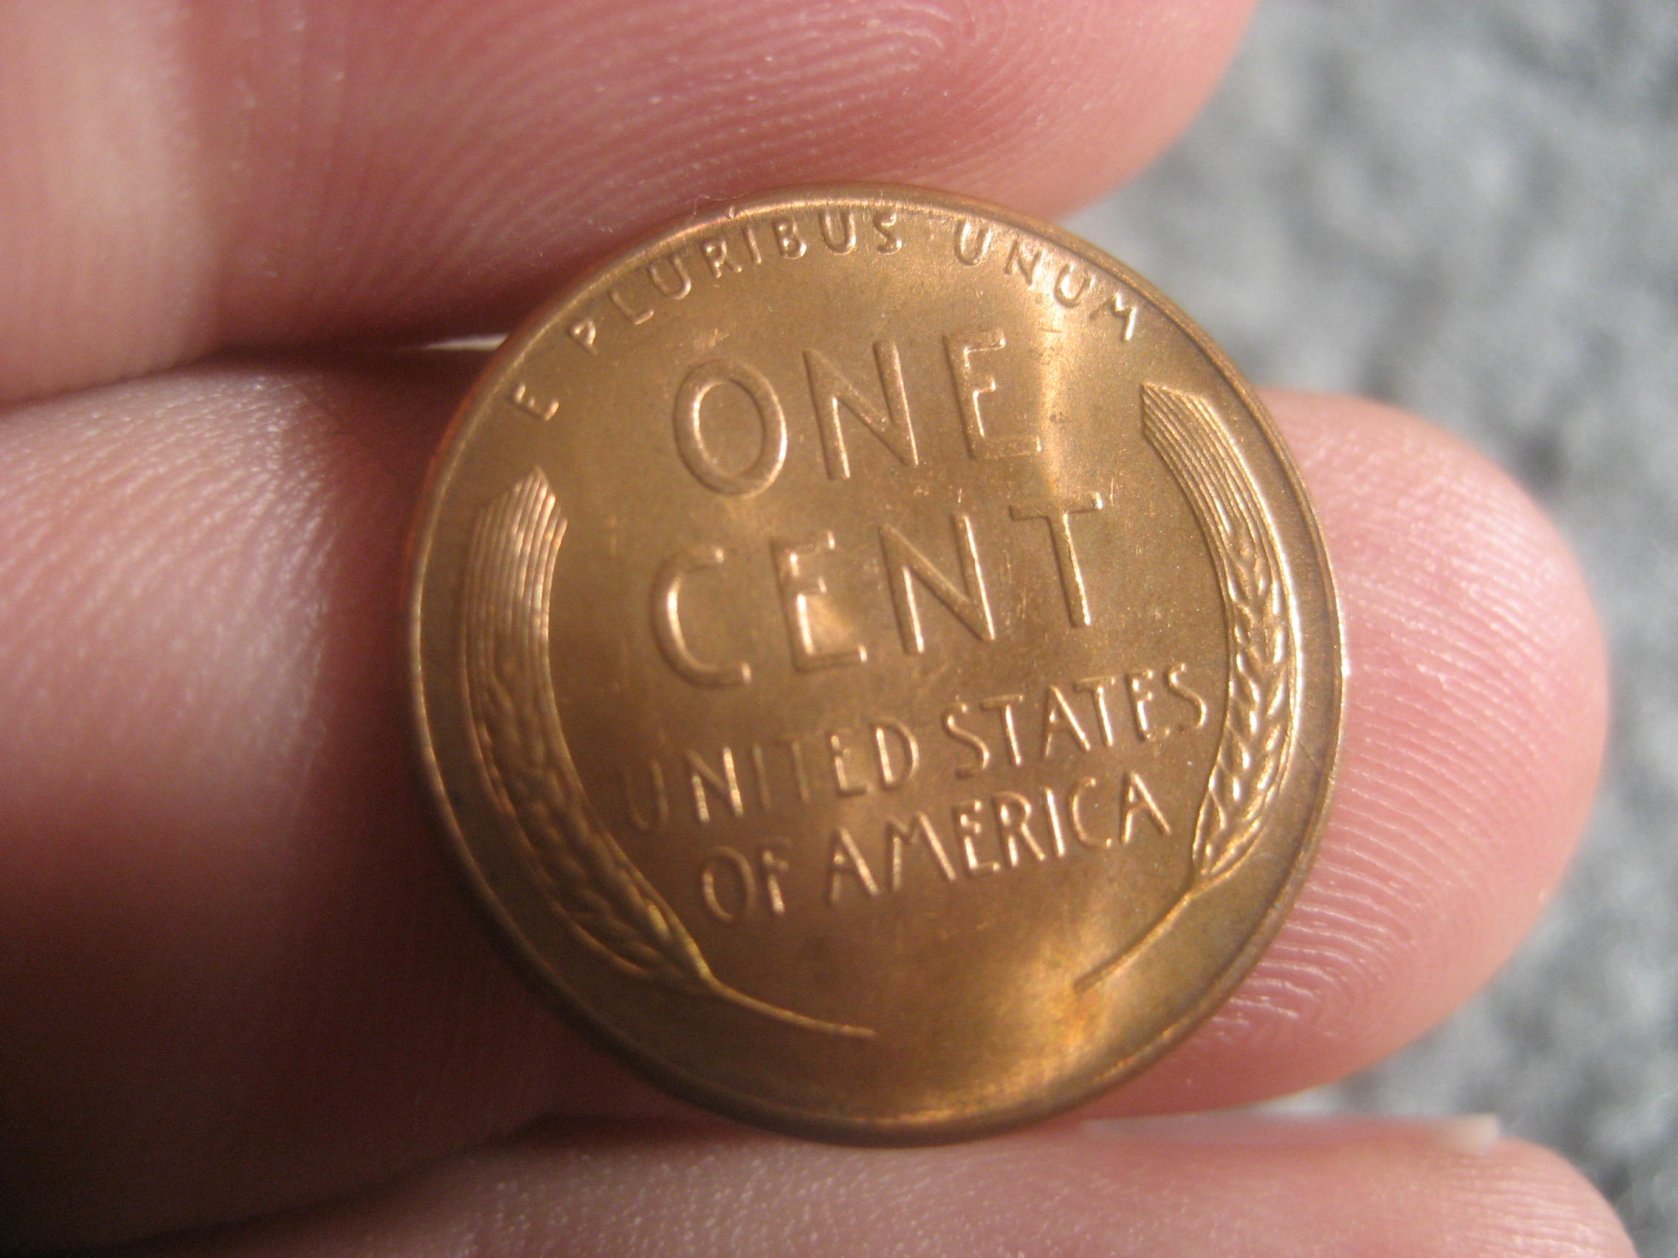 E PLURIBUS UNUM
ONE
CENT
UNITED STATES
OF AMERICA